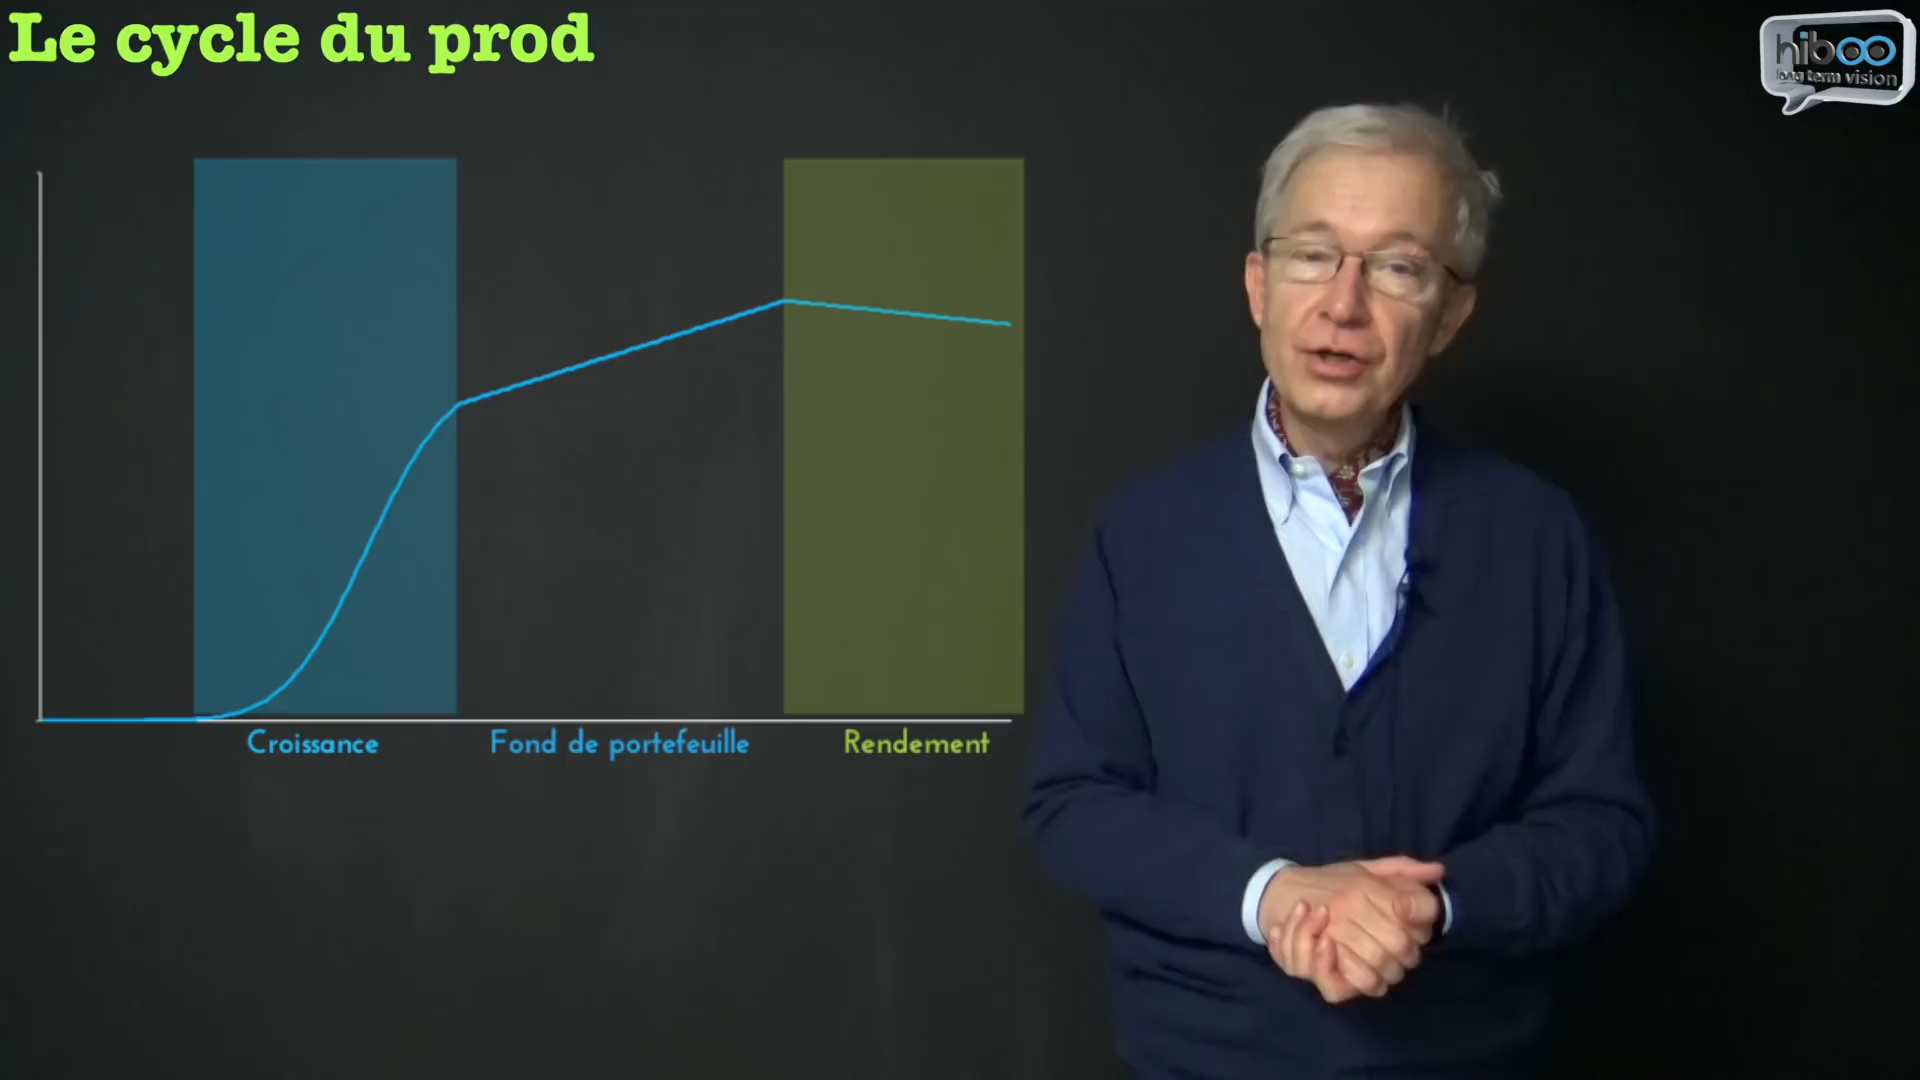 Le cycle du prod
hiboo
long term vision
Croissance
Fond de portefeuille
Rendement